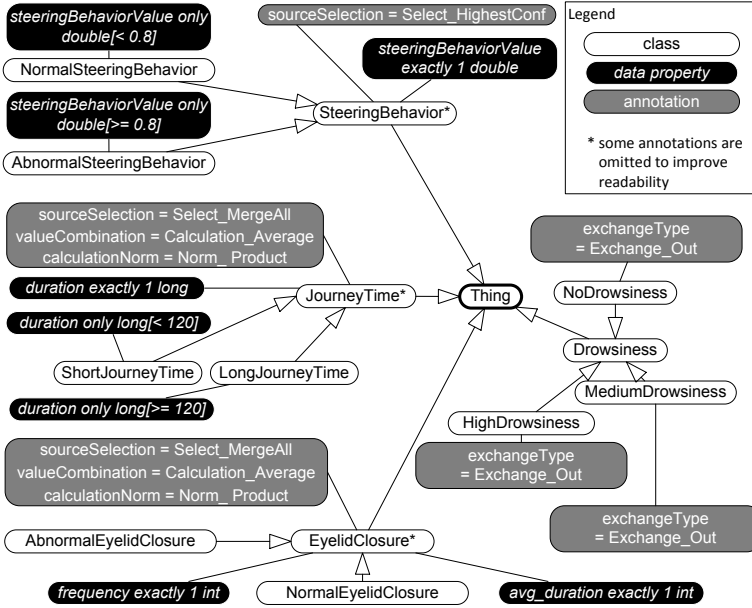 steeringBehaviorValue only
double[< 0.8]
NormalSteeringBehavior
steeringBehaviorValue only
double[>= 0.8]
AbnormalSteeringBehavior
sourceSelection = Select_HighestConf
steeringBehaviorValue
exactly 1 double
SteeringBehavior*
Legend
class
data property
annotation
* some annotations are
omitted to improve
readability
sourceSelection = Select_MergeAll
valueCombination = Calculation_Average
calculationNorm = Norm_ Product
duration exactly 1 long
JourneyTime*
Thing
duration only long[< 120]
ShortJourneyTime
LongJourneyTime
duration only long[>= 120]
exchangeType
= Exchange_Out
NoDrowsiness
Drowsiness
MediumDrowsiness
HighDrowsiness
exchangeType
= Exchange_Out
exchangeType
= Exchange_Out
sourceSelection = Select_MergeAll
valueCombination = Calculation_Average
calculationNorm = Norm_ Product
AbnormalEyelidClosure
EyelidClosure*
frequency exactly 1 int
NormalEyelidClosure
avg_duration exactly 1 int